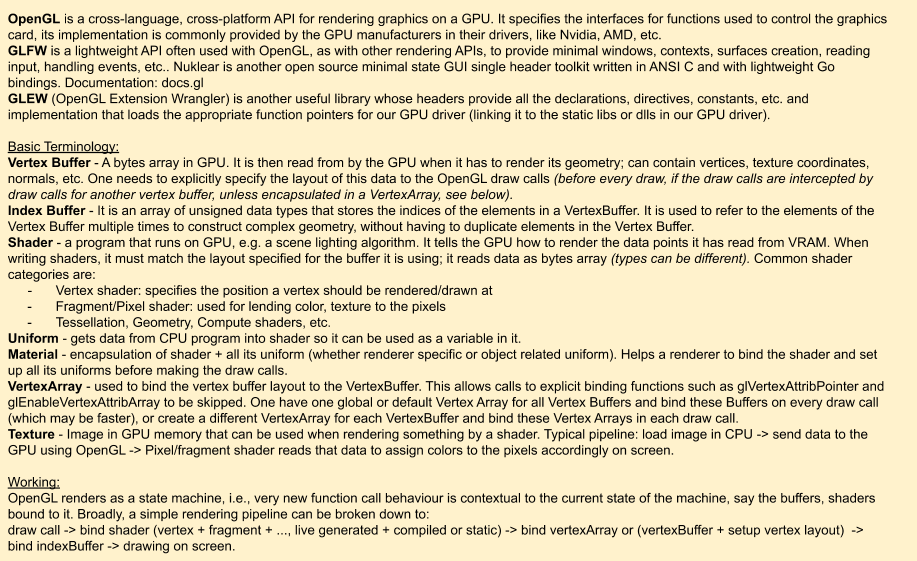 OpenGL is a cross-language, cross-platform API for rendering graphics on a GPU. It specifies the interfaces for functions used to control the graphics
card, its implementation is commonly provided by the GPU manufacturers in their drivers, like Nvidia, AMD, etc.
GLFW is a lightweight API often used with OpenGL, as with other rendering APIs, to provide minimal windows, contexts, surfaces creation, reading
input, handling events, etc.. Nuklear is another open source minimal state GUI single header toolkit written in ANSI C and with lightweight Go
bindings. Documentation: docs.gl
GLEW (OpenGL Extension Wrangler) is another useful library whose headers provide all the declarations, directives, constants, etc. and
implementation that loads the appropriate function pointers for our GPU driver (linking it to the static libs or dlls in our GPU driver).
Basic Terminology:
Vertex Buffer - A bytes array in GPU. It is then read from by the GPU when it has to render its geometry; can contain vertices, texture coordinates,
normals, etc. One needs to explicitly specify the layout of this data to the OpenGL draw calls (before every draw, if the draw calls are intercepted by
draw calls for another vertex buffer, unless encapsulated in a VertexArray, see below).
Index Buffer - It is an array of unsigned data types that stores the indices of the elements in a VertexBuffer. It is used to refer to the elements of the
Vertex Buffer multiple times to construct complex geometry, without having to duplicate elements in the Vertex Buffer.
Shader - a program that runs on GPU, e.g. a scene lighting algorithm. It tells the GPU how to render the data points it has read from VRAM. When
writing shaders, it must match the layout specified for the buffer it is using; it reads data as bytes array (types can be different). Common shader
categories are:
- Vertex shader: specifies the position a vertex should be rendered/drawn at
- Fragment/Pixel shader: used for lending color, texture to the pixels
- Tessellation, Geometry, Compute shaders, etc.
Uniform - gets data from CPU program into shader so it can be used as a variable in it.
Material - encapsulation of shader + all its uniform (whether renderer specific or object related uniform). Helps a renderer to bind the shader and set
up all its uniforms before making the draw calls.
VertexArray - used to bind the vertex buffer layout to the VertexBuffer. This allows calls to explicit binding functions such as glVertexAttribPointer and
glEnableVertexAttribArray to be skipped. One have one global or default Vertex Array for all Vertex Buffers and bind these Buffers on every draw call
(which may be faster), or create a different VertexArray for each VertexBuffer and bind these Vertex Arrays in each draw call.
Texture - Image in GPU memory that can be used when rendering something by a shader. Typical pipeline: load image in CPU -> send data to the
GPU using OpenGL -> Pixel/fragment shader reads that data to assign colors to the pixels accordingly on screen.
Working:
OpenGL renders as a state machine, i.e., very new function call behaviour is contextual to the current state of the machine, say the buffers, shaders
bound to it. Broadly, a simple rendering pipeline can be broken down to:
draw call -> bind shader (vertex + fragment + ..., live generated + compiled or static) -> bind vertexArray or (vertexBuffer + setup vertex layout) ->
bind indexBuffer -> drawing on screen.